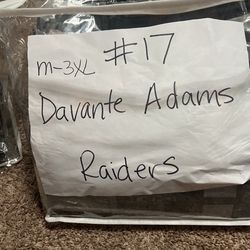 #17
m-3XL
Davante Adams
Raiders